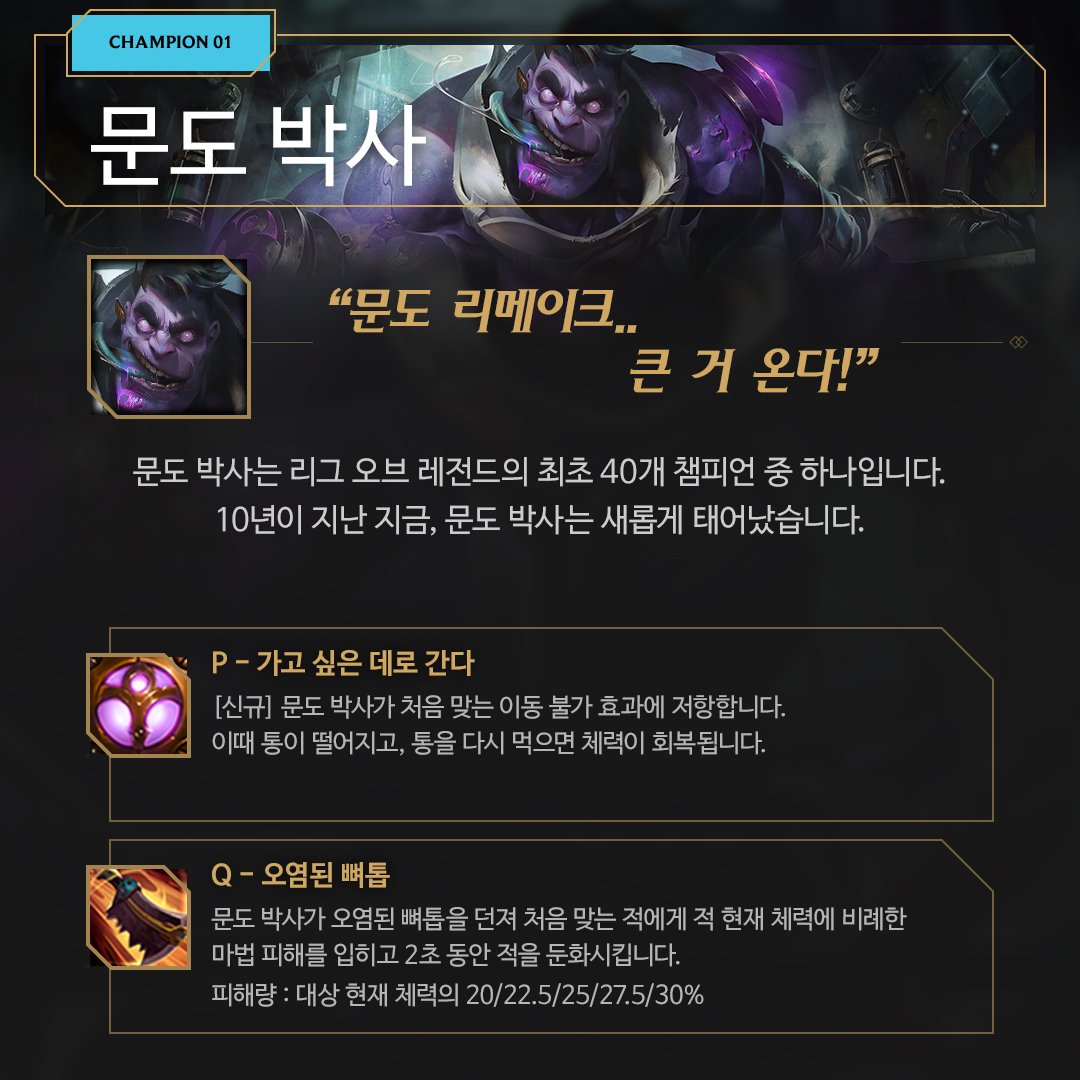 CHAMPION 01
문도 박사
“문도 리메이크..
큰 거 온다!”
문도 박사는 리그 오브 레전드의 최초 40개 챔피언 중 하나입니다.
10년이 지난 지금, 문도 박사는 새롭게 태어났습니다.
P – 가고 싶은 데로 간다
[신규] 문도 박사가 처음 맞는 이동 불가 효과에 저항합니다.
이때 통이 떨어지고, 통을 다시 먹으면 체력이 회복됩니다.
Q – 오염된 뼈톱
문도 박사가 오염된 뼈톱을 던져 처음 맞는 적에게 적 현재 체력에 비례한
마법 피해를 입히고 2초 동안 적을 둔화시킵니다.
피해량 : 대상 현재 체력의 20/22.5/25/27.5/30%